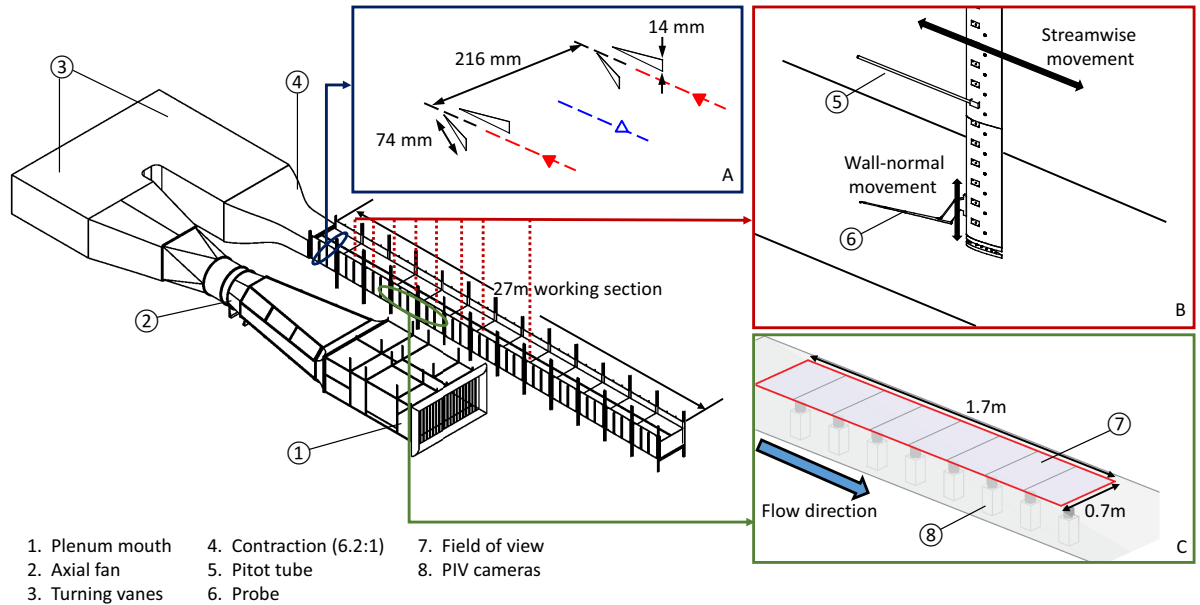 3
4
2
1
27m working section
216 mm
14 mm
74 mm
A
Streamwise
movement
5
Wall-normal
movement
6
B
1.7m
7
Flow direction
0.7m
8
C
1. Plenum mouth
2. Axial fan
3. Turning vanes
4. Contraction (6.2:1)
5. Pitot tube
6. Probe
7. Field of view
8. PIV cameras